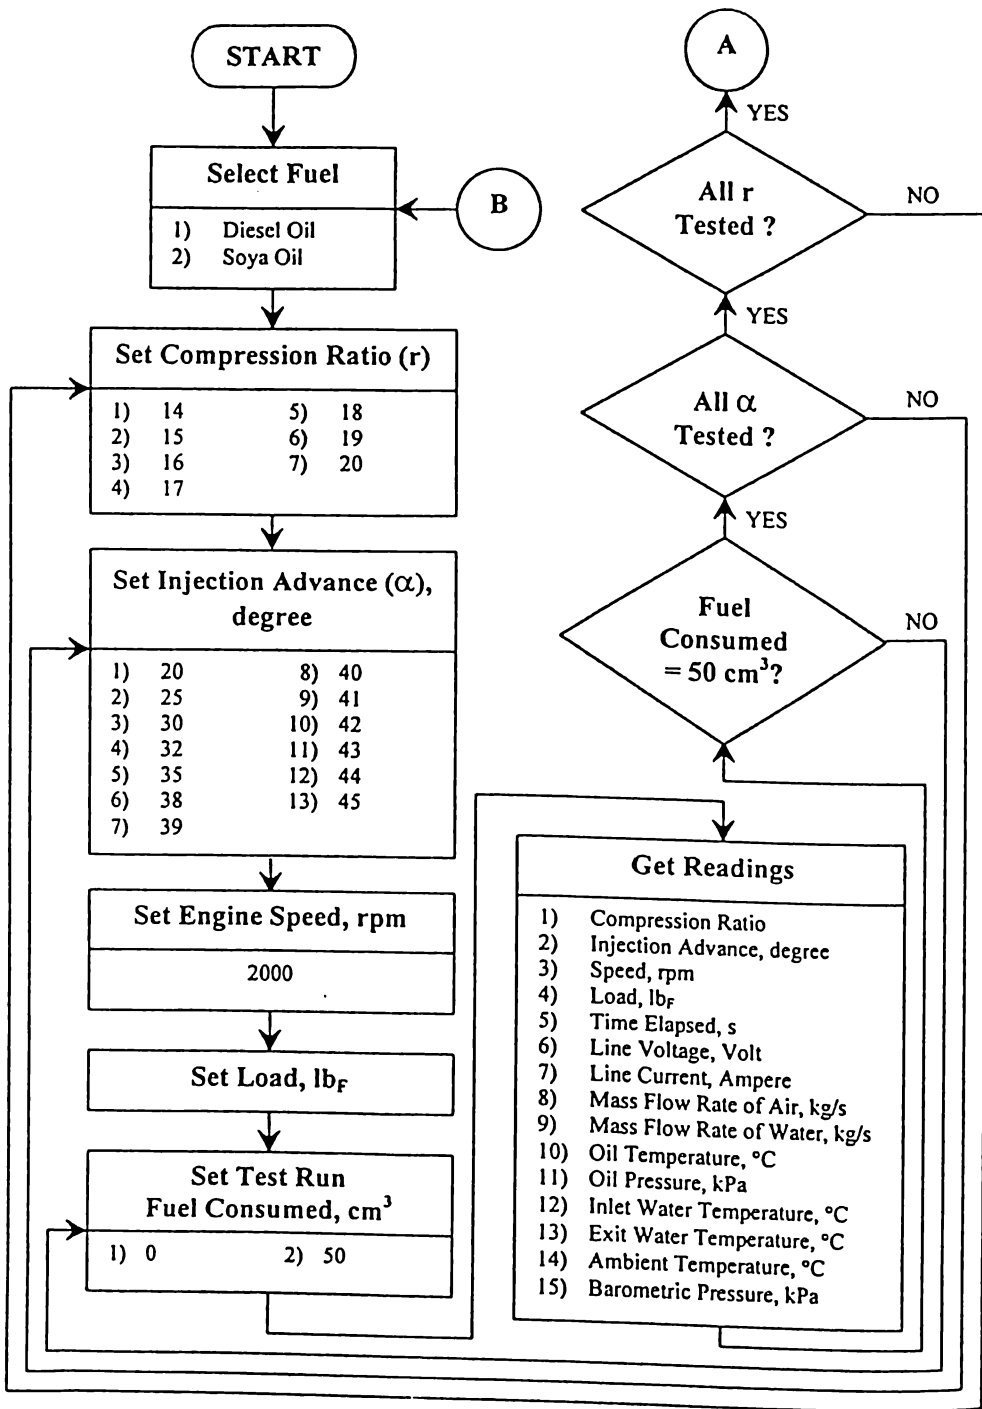 START
Select Fuel
1) Diesel Oil
2) Soya Oil
B
Set Compression Ratio (r)
1) 14 5) 18
2) 15 6) 19
3) 16 7) 20
4) 17
Set Injection Advance (α),
degree
1) 20 8) 40
2) 25 9) 41
3) 30 10) 42
4) 32 11) 43
5) 35 12) 44
6) 38 13) 45
7) 39
Set Engine Speed, rpm
2000
Set Load, lbF
Set Test Run
Fuel Consumed, cm³
1) 0 2) 50
A
YES
All r
Tested ?
NO
YES
All α
Tested ?
NO
YES
Fuel
Consumed
= 50 cm³?
NO
Get Readings
1) Compression Ratio
2) Injection Advance, degree
3) Speed, rpm
4) Load, lbF
5) Time Elapsed, s
6) Line Voltage, Volt
7) Line Current, Ampere
8) Mass Flow Rate of Air, kg/s
9) Mass Flow Rate of Water, kg/s
10) Oil Temperature, °C
11) Oil Pressure, kPa
12) Inlet Water Temperature, °C
13) Exit Water Temperature, °C
14) Ambient Temperature, °C
15) Barometric Pressure, kPa